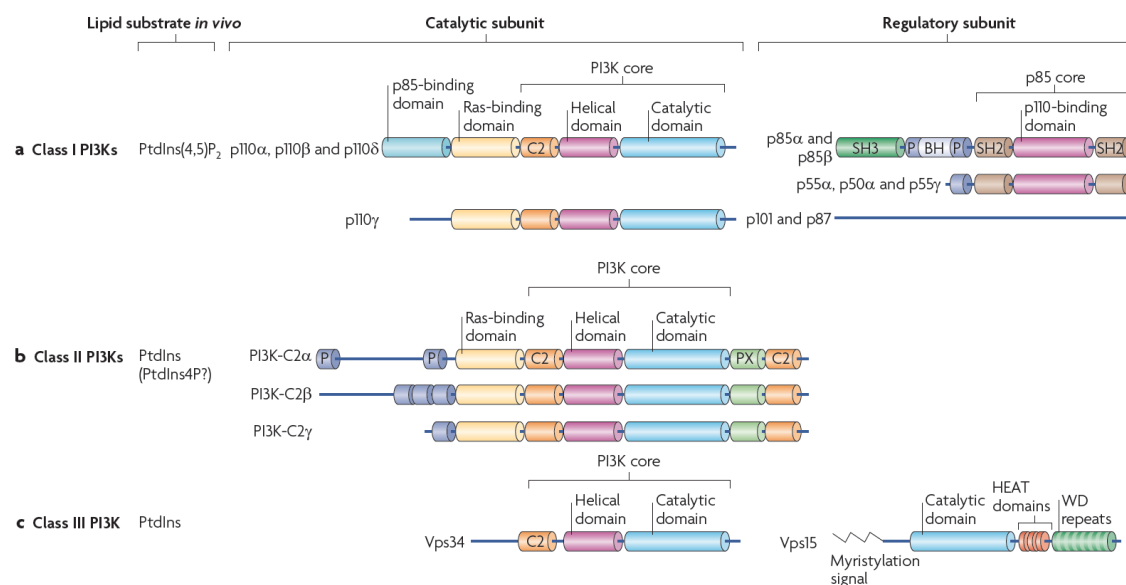 Lipid substrate in vivo
Catalytic subunit
Regulatory subunit
PI3K core
p85 core
p85-binding
domain
Ras-binding
domain
Helical
domain
Catalytic
domain
p110-binding
domain
a Class I PI3Ks
PtdIns(4,5)P₂
p110α, p110β and p110δ
C2
p85α and
p85β
SH3
P
BH
P
SH2
SH2
p55α, p50α and p55γ
p110γ
p101 and p87
PI3K core
Ras-binding
domain
Helical
domain
Catalytic
domain
b Class II PI3Ks
PtdIns
(PtdIns4P?)
PI3K-C2α
P
P
C2
PX
C2
PI3K-C2β
PI3K-C2γ
PI3K core
Helical
domain
Catalytic
domain
Catalytic
domain
HEAT
domains
WD
repeats
c Class III PI3K
PtdIns
Vps34
C2
Vps15
Myristylation
signal